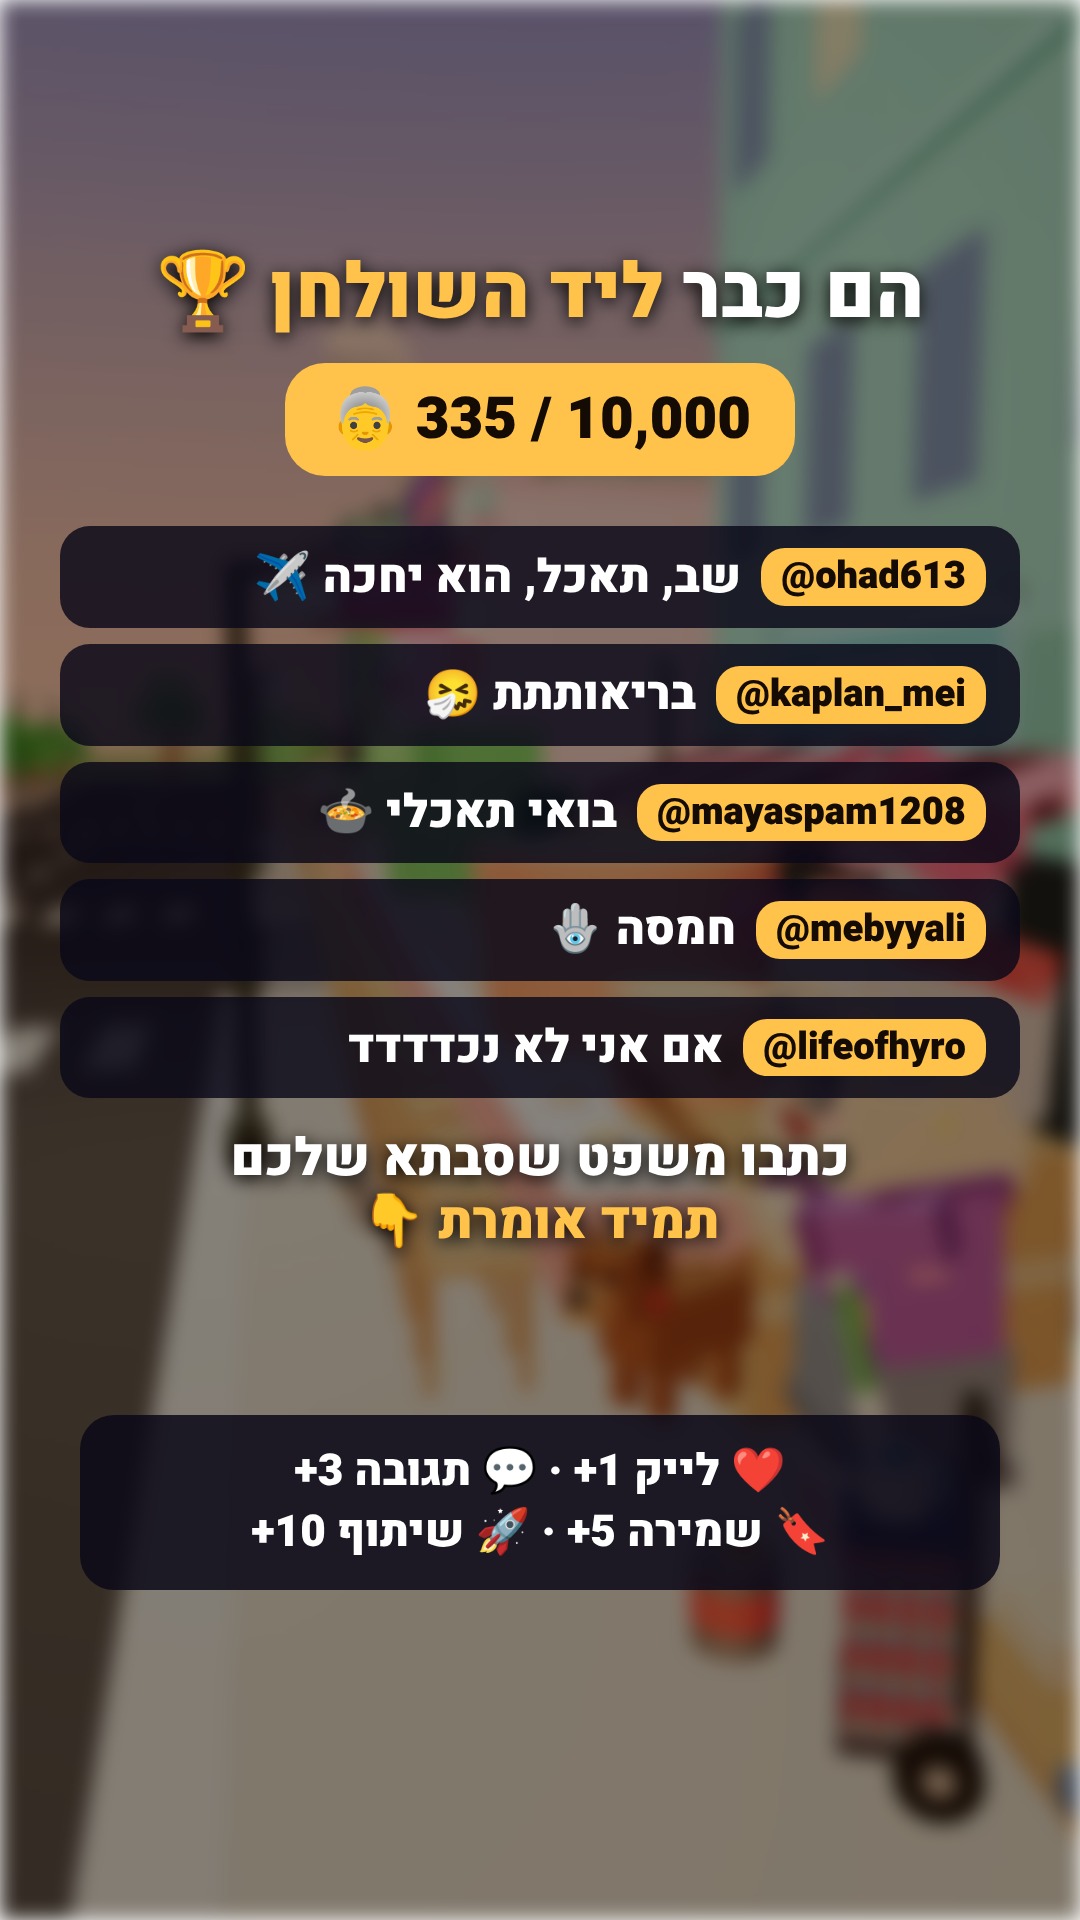 הם כבר ליד השולחן 🏆
👵 335 / 10,000
@ohad613 שב, תאכל, הוא יחכה ✈️
@kaplan_mei בריאותתת 🤧
@mayaspam1208 בואי תאכלי 🍲
@mebyyali חמסה 🪬
@lifeofhyro אם אני לא נכדדדד
כתבו משפט שסבתא שלכם
תמיד אומרת 👇
❤️ לייק 1+ · 💬 תגובה 3+
🔖 שמירה 5+ · 🚀 שיתוף 10+